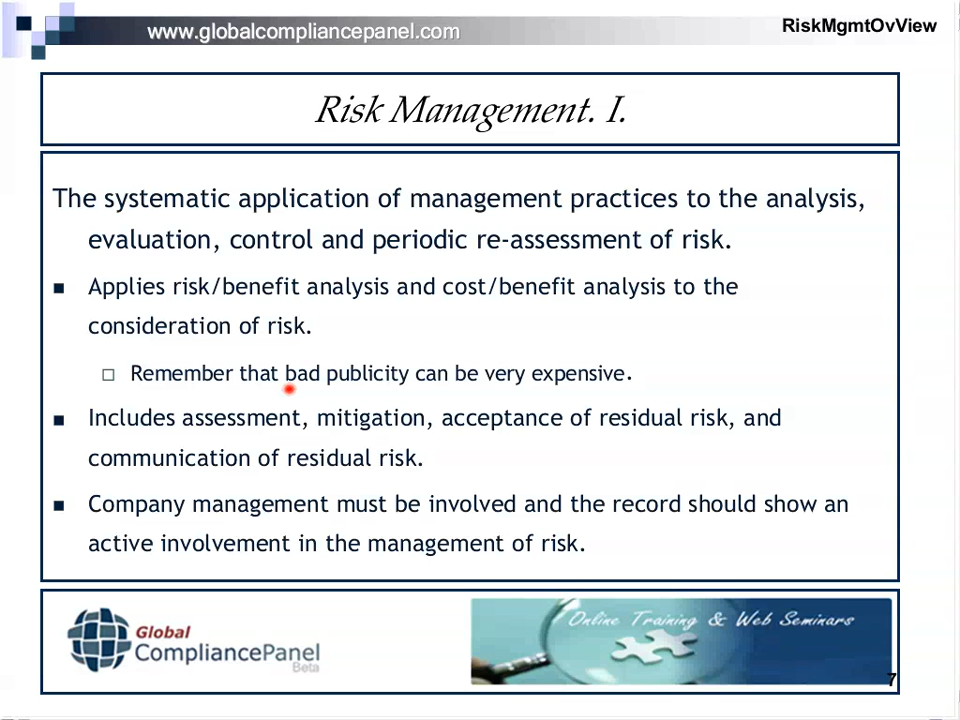 www.globalcompliancepanel.com
RiskMgmtOvView
Risk Management. I.
The systematic application of management practices to the analysis,
evaluation, control and periodic re-assessment of risk.
Applies risk/benefit analysis and cost/benefit analysis to the
consideration of risk.
Remember that bad publicity can be very expensive.
Includes assessment, mitigation, acceptance of residual risk, and
communication of residual risk.
Company management must be involved and the record should show an
active involvement in the management of risk.
Global
CompliancePanel
Beta
Online Training & Web Seminars
7